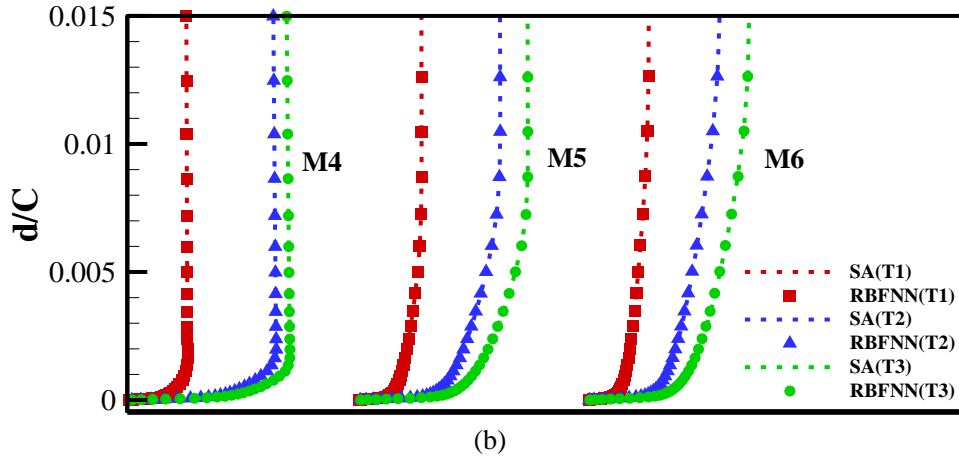 0.015
0.01
0.005
0
d/C
M4
M5
M6
SA(T1)
RBFNN(T1)
SA(T2)
RBFNN(T2)
SA(T3)
RBFNN(T3)
(b)